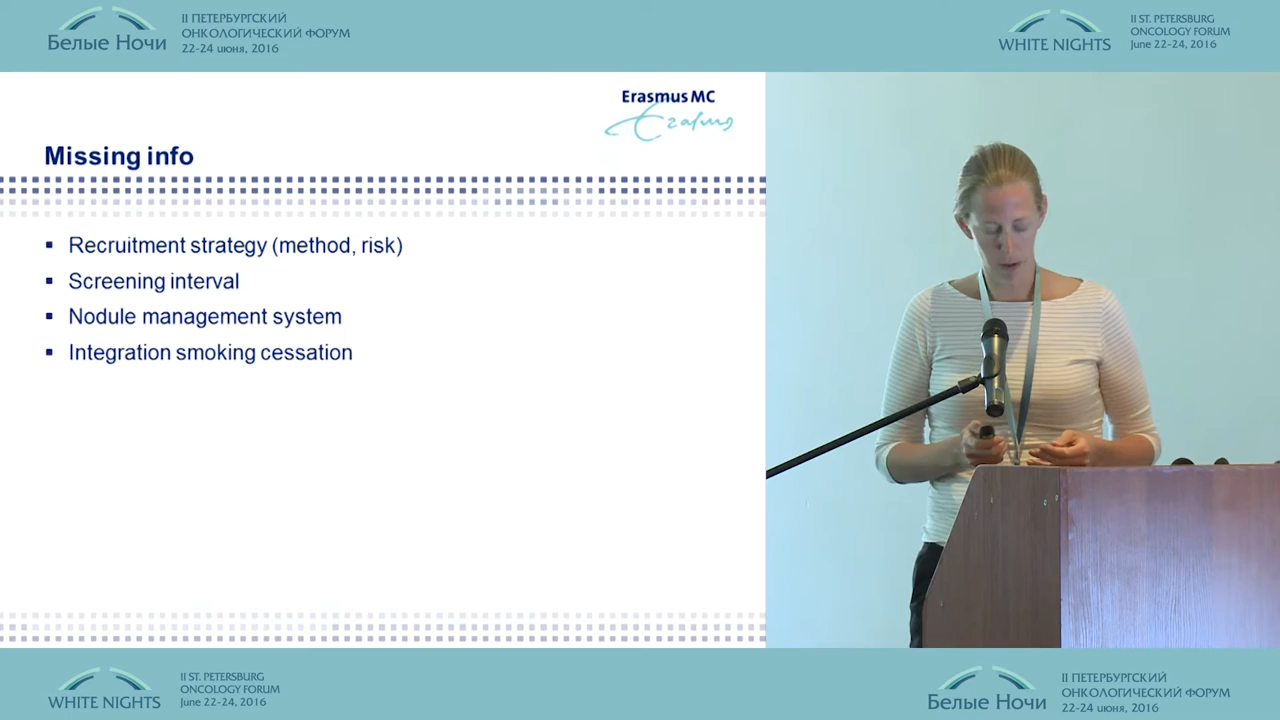 Белые Ночи
II ПЕТЕРБУРГСКИЙ
ОНКОЛОГИЧЕСКИЙ ФОРУМ
22-24 июня, 2016
WHITE NIGHTS
II ST. PETERSBURG
ONCOLOGY FORUM
June 22-24, 2016
Erasmus MC
Erasmus
Missing info
Recruitment strategy (method, risk)
Screening interval
Nodule management system
Integration smoking cessation
WHITE NIGHTS
II ST. PETERSBURG
ONCOLOGY FORUM
June 22-24, 2016
Белые Ночи
II ПЕТЕРБУРГСКИЙ
ОНКОЛОГИЧЕСКИЙ ФОРУМ
22-24 июня, 2016